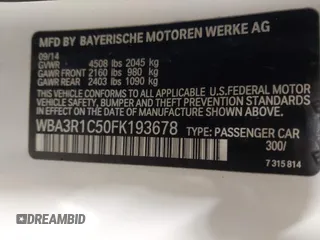 MFD BY BAYERISCHE MOTOREN WERKE AG
09/14
GVWR 4508 lbs 2045 kg
GAWR FRONT 2160 lbs 980 kg
GAWR REAR 2403 lbs 1090 kg
THIS VEHICLE CONFORMS TO ALL APPLICABLE U.S. FEDERAL MOTOR
VEHICLE SAFETY, BUMPER, AND THEFT PREVENTION STANDARDS IN
EFFECT ON THE DATE OF MANUFACTURE SHOWN ABOVE.
WBA3R1C50FK193678 TYPE: PASSENGER CAR
300/
7 315 814
DREAMBID